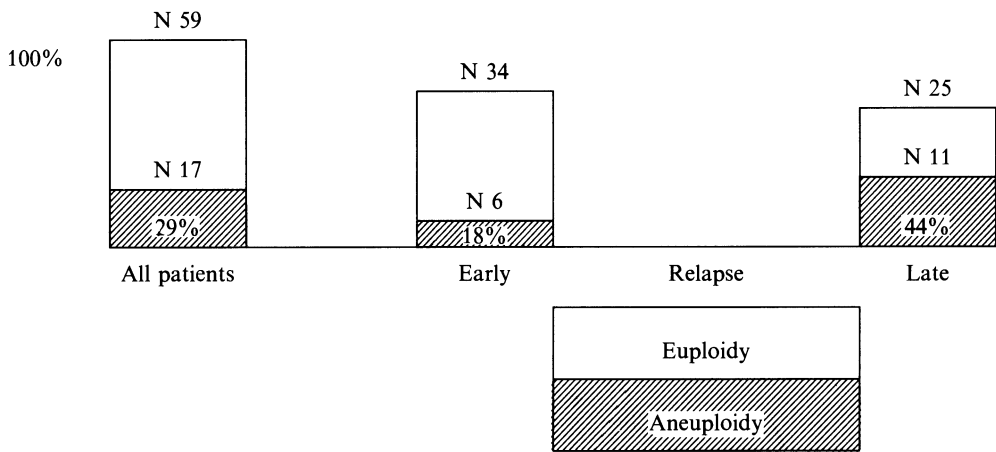 N 59
100%
N 34
N 25
N 17
N 11
N 6
29%
18%
44%
All patients
Early
Relapse
Late
Euploidy
Aneuploidy